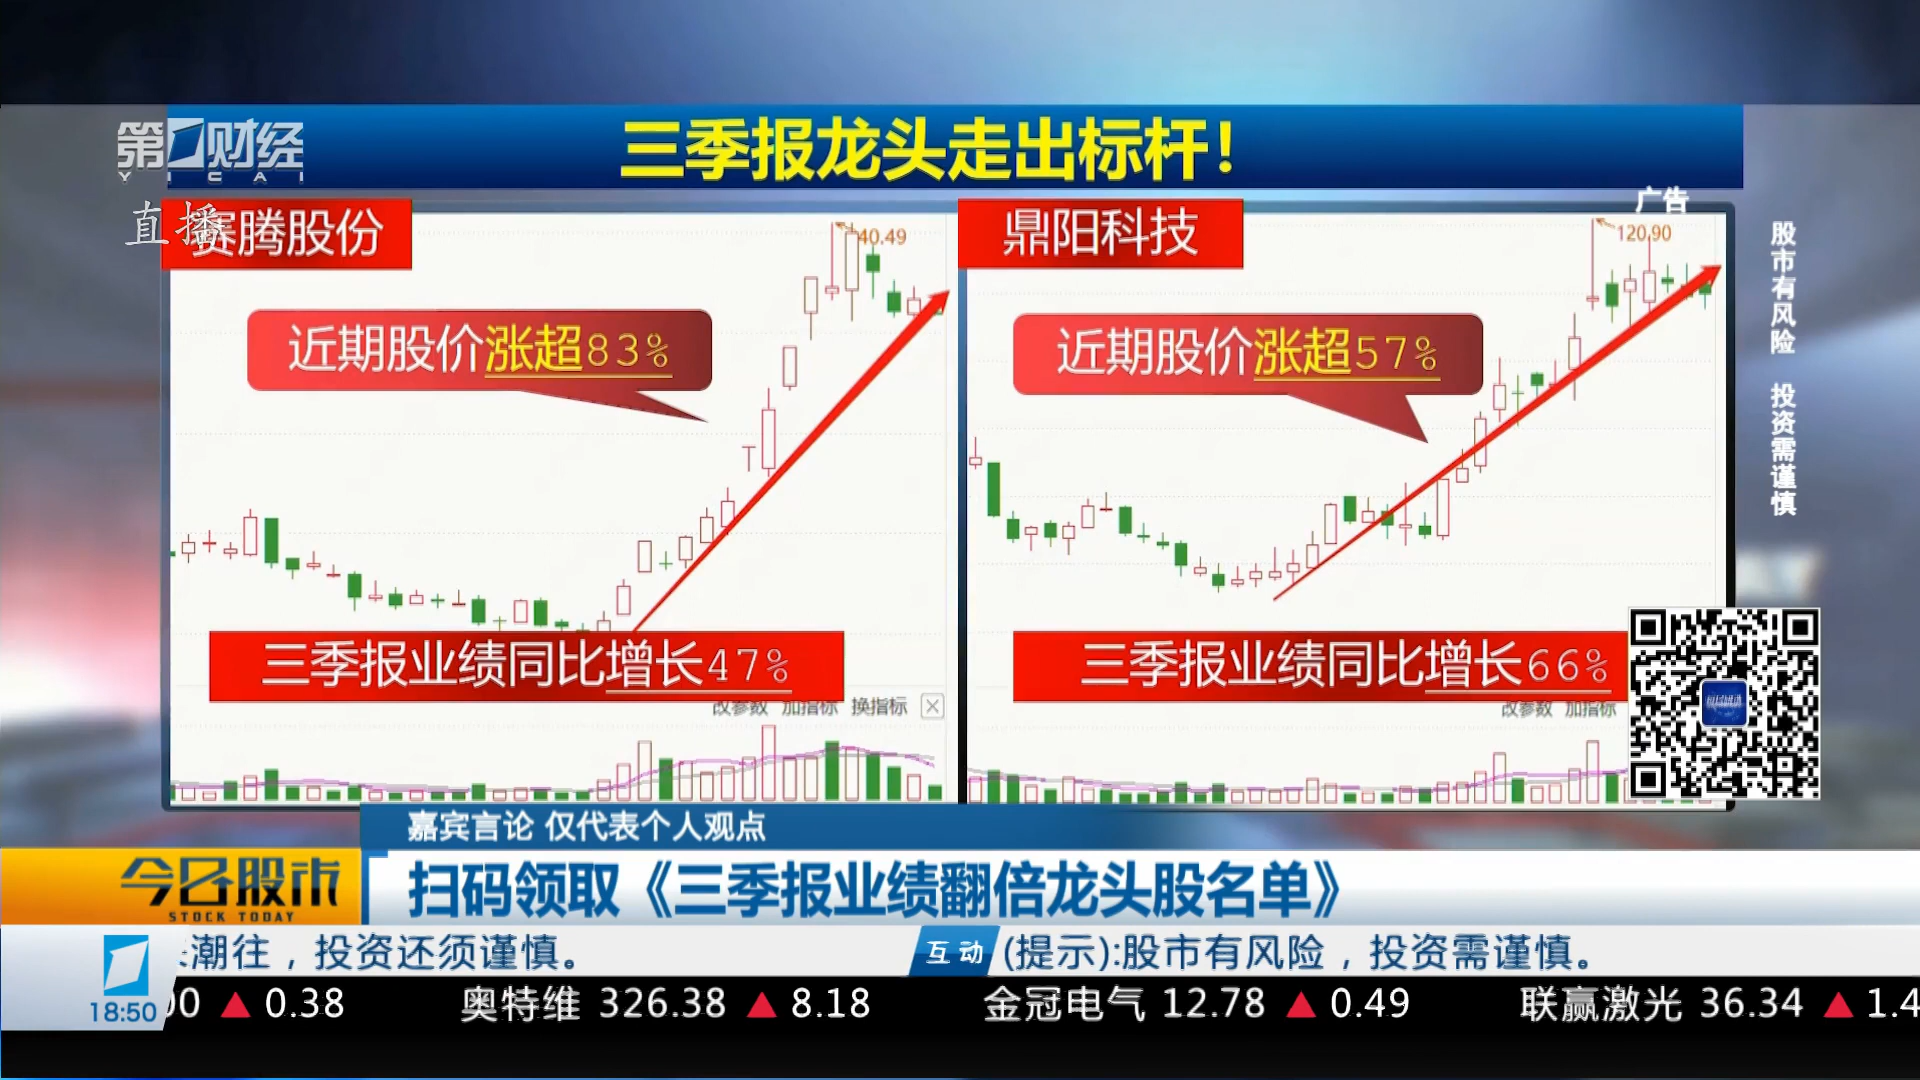 第一财经
YICAI
三季报龙头走出标杆！
直播
赛腾股份
40.49
近期股价涨超83%
三季报业绩同比增长47%
改参数 加指标 换指标
鼎阳科技
广告
120.90
近期股价涨超57%
三季报业绩同比增长66%
改参数 加指标
股市有风险 投资需谨慎
嘉宾言论 仅代表个人观点
今日股市
STOCK TODAY
扫码领取《三季报业绩翻倍龙头股名单》
潮往，投资还须谨慎。 互动 (提示):股市有风险，投资需谨慎。
18:50
00 ▲ 0.38 奥特维 326.38 ▲ 8.18 金冠电气 12.78 ▲ 0.49 联赢激光 36.34 ▲ 1.4